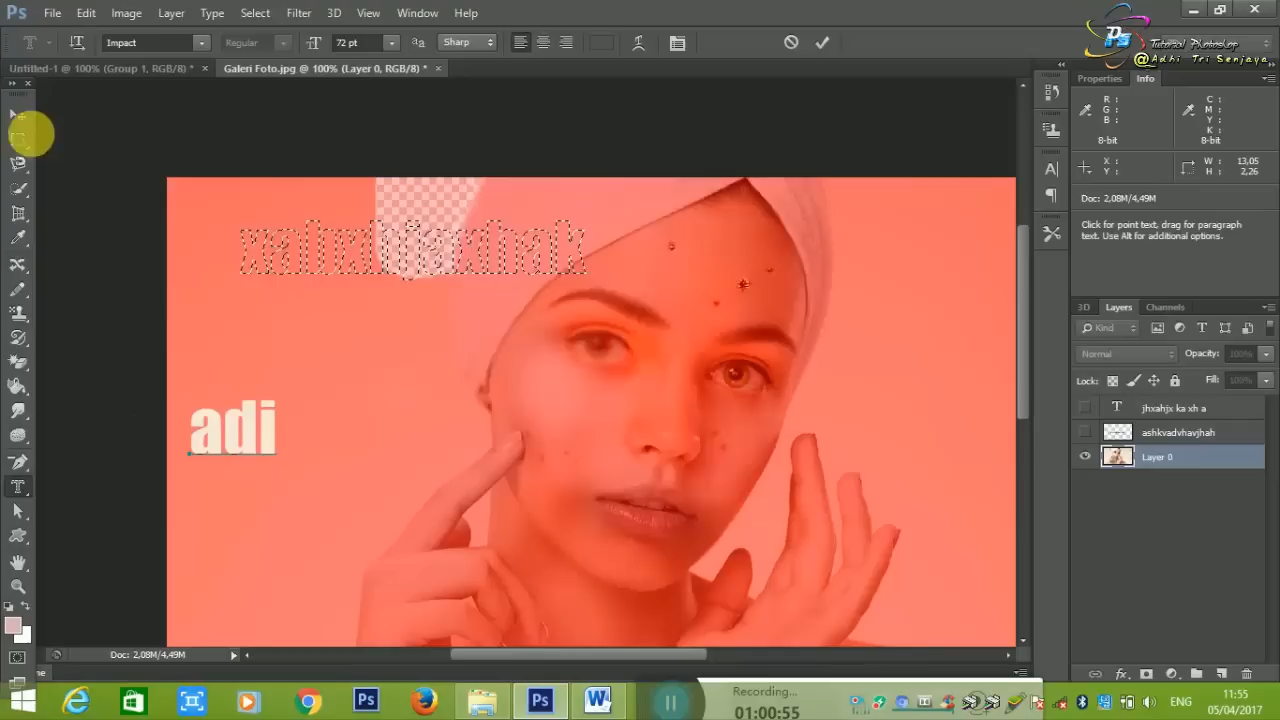 Ps File Edit Image Layer Type Select Filter 3D View Window Help
Impact Regular 72 pt Sharp
Ps Tutorial Photoshop
@Adhi Tri Senjaya
Untitled-1 @ 100% (Group 1, RGB/8) * × Galeri Foto.jpg @ 100% (Layer 0, RGB/8) * ×
Properties Info
R : C :
G : M :
B : Y :
K :
8-bit 8-bit
X : W : 13,05
Y : H : 2,26
Doc: 2,08M/4,49M
Click for point text, drag for paragraph
text. Use Alt for additional options.
xahxhjaxhak
adi
3D Layers Channels
Kind
Normal Opacity: 100%
Lock: Fill: 100%
T jhxahjx ka xh a
ashkvadvhavjhah
Layer 0
Doc: 2,08M/4,49M
Recording...
01:00:55
ENG
11:55
05/04/2017